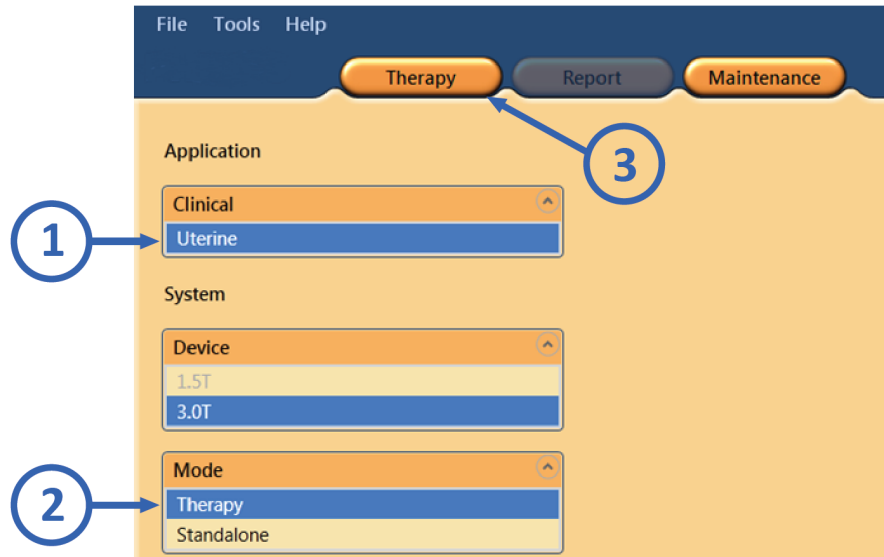 File Tools Help
Therapy Report Maintenance
3
Application
Clinical
1
Uterine
System
Device
1.5T
3.0T
Mode
2
Therapy
Standalone